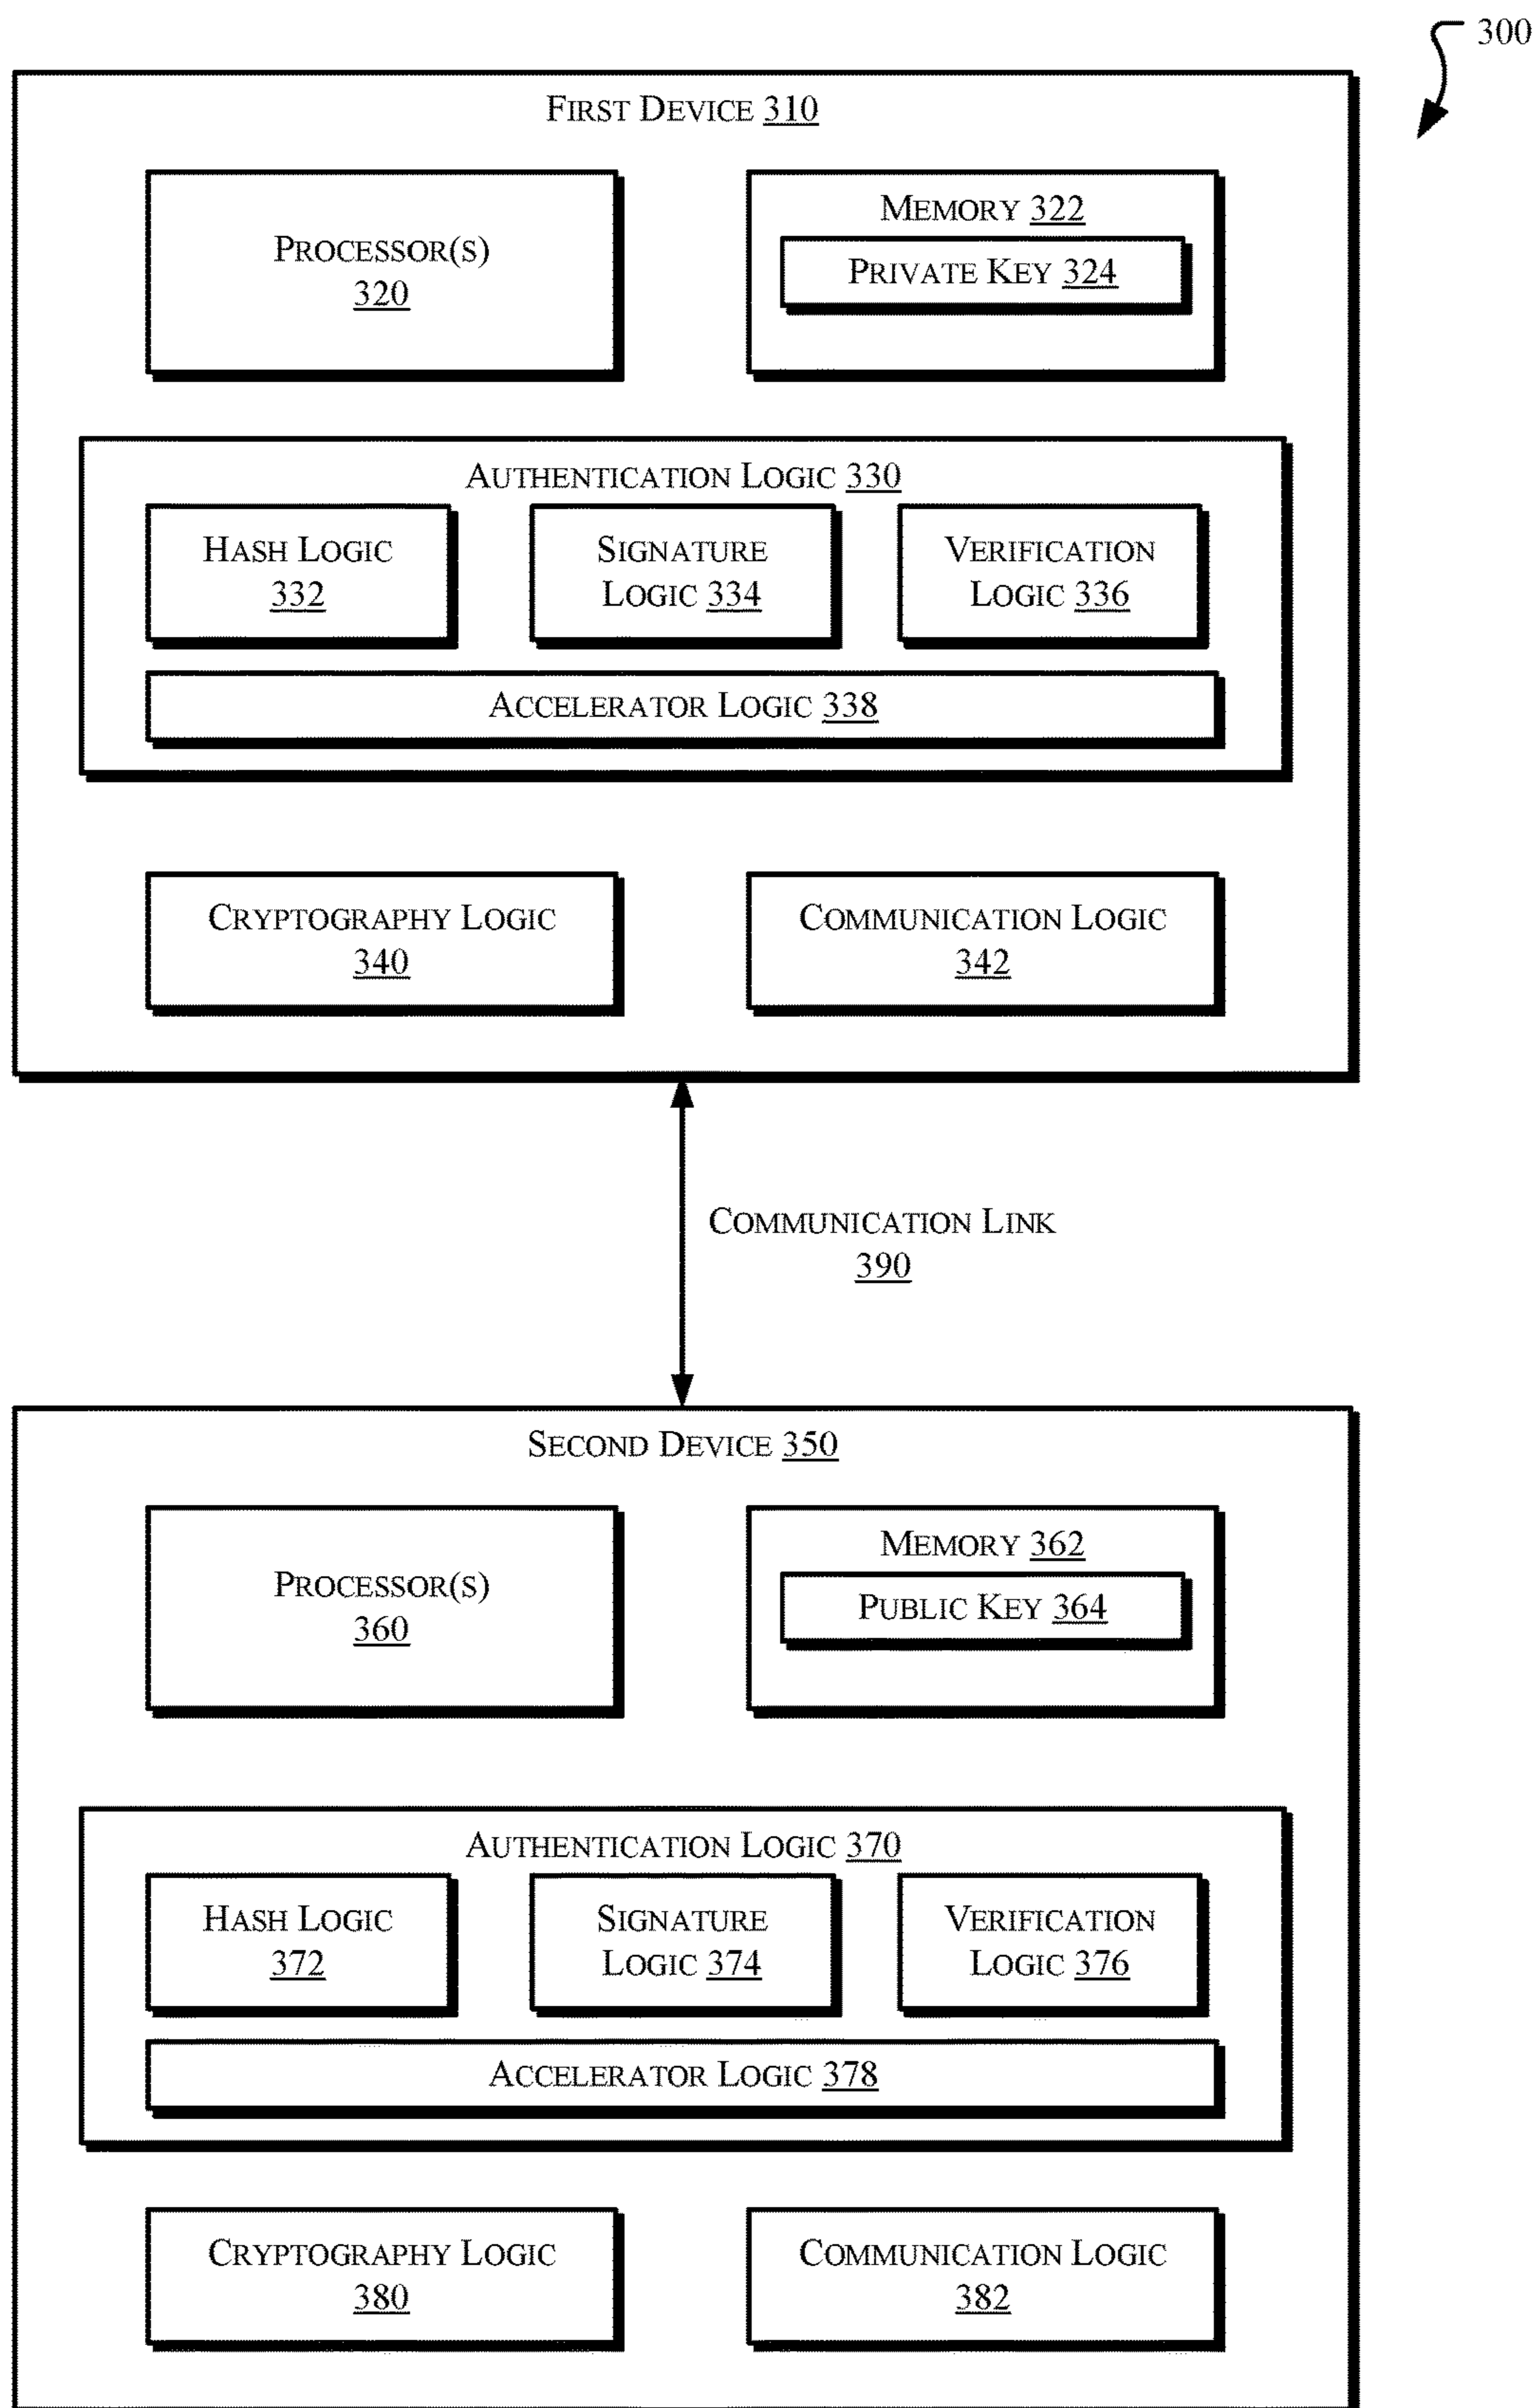 300
FIRST DEVICE 310
PROCESSOR(S)
320
MEMORY 322
PRIVATE KEY 324
AUTHENTICATION LOGIC 330
HASH LOGIC
332
SIGNATURE
LOGIC 334
VERIFICATION
LOGIC 336
ACCELERATOR LOGIC 338
CRYPTOGRAPHY LOGIC
340
COMMUNICATION LOGIC
342
COMMUNICATION LINK
390
SECOND DEVICE 350
PROCESSOR(S)
360
MEMORY 362
PUBLIC KEY 364
AUTHENTICATION LOGIC 370
HASH LOGIC
372
SIGNATURE
LOGIC 374
VERIFICATION
LOGIC 376
ACCELERATOR LOGIC 378
CRYPTOGRAPHY LOGIC
380
COMMUNICATION LOGIC
382